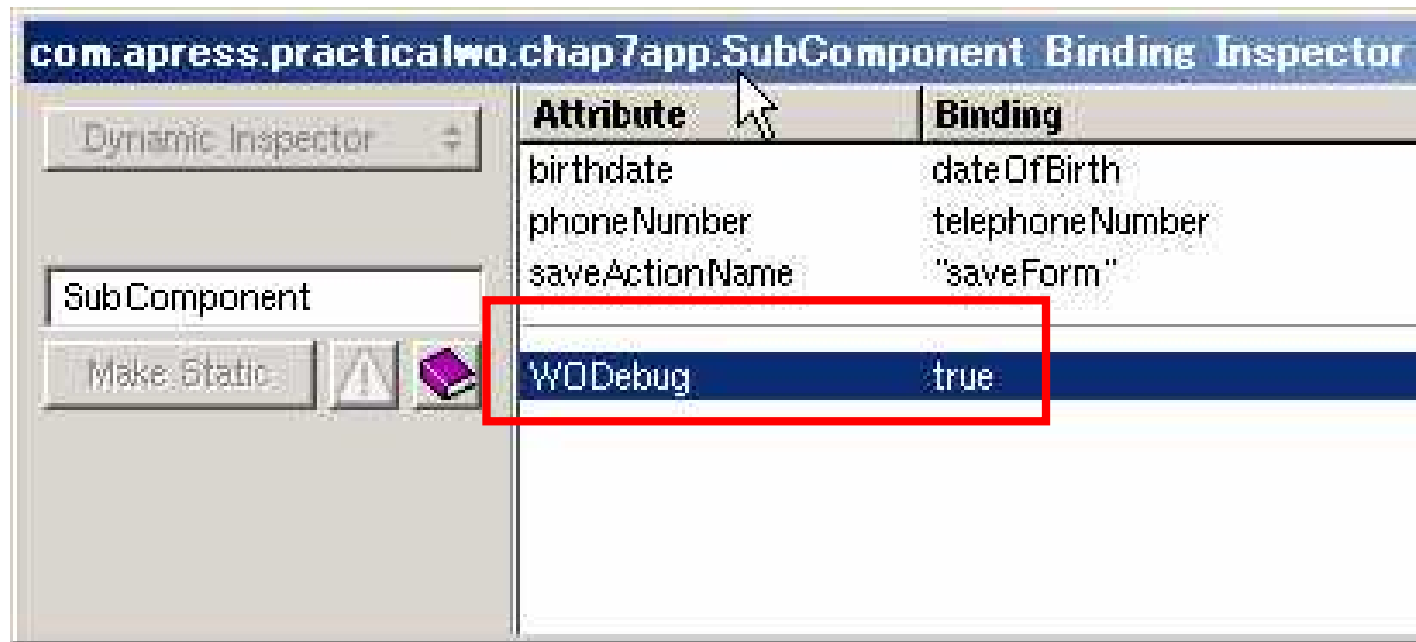 com.apress.practicalwo.chap7app.SubComponent Binding Inspector
Dynamic Inspector
SubComponent
Make Static
Attribute Binding
birthdate dateOfBirth
phoneNumber telephoneNumber
saveActionName "saveForm"
WODebug true